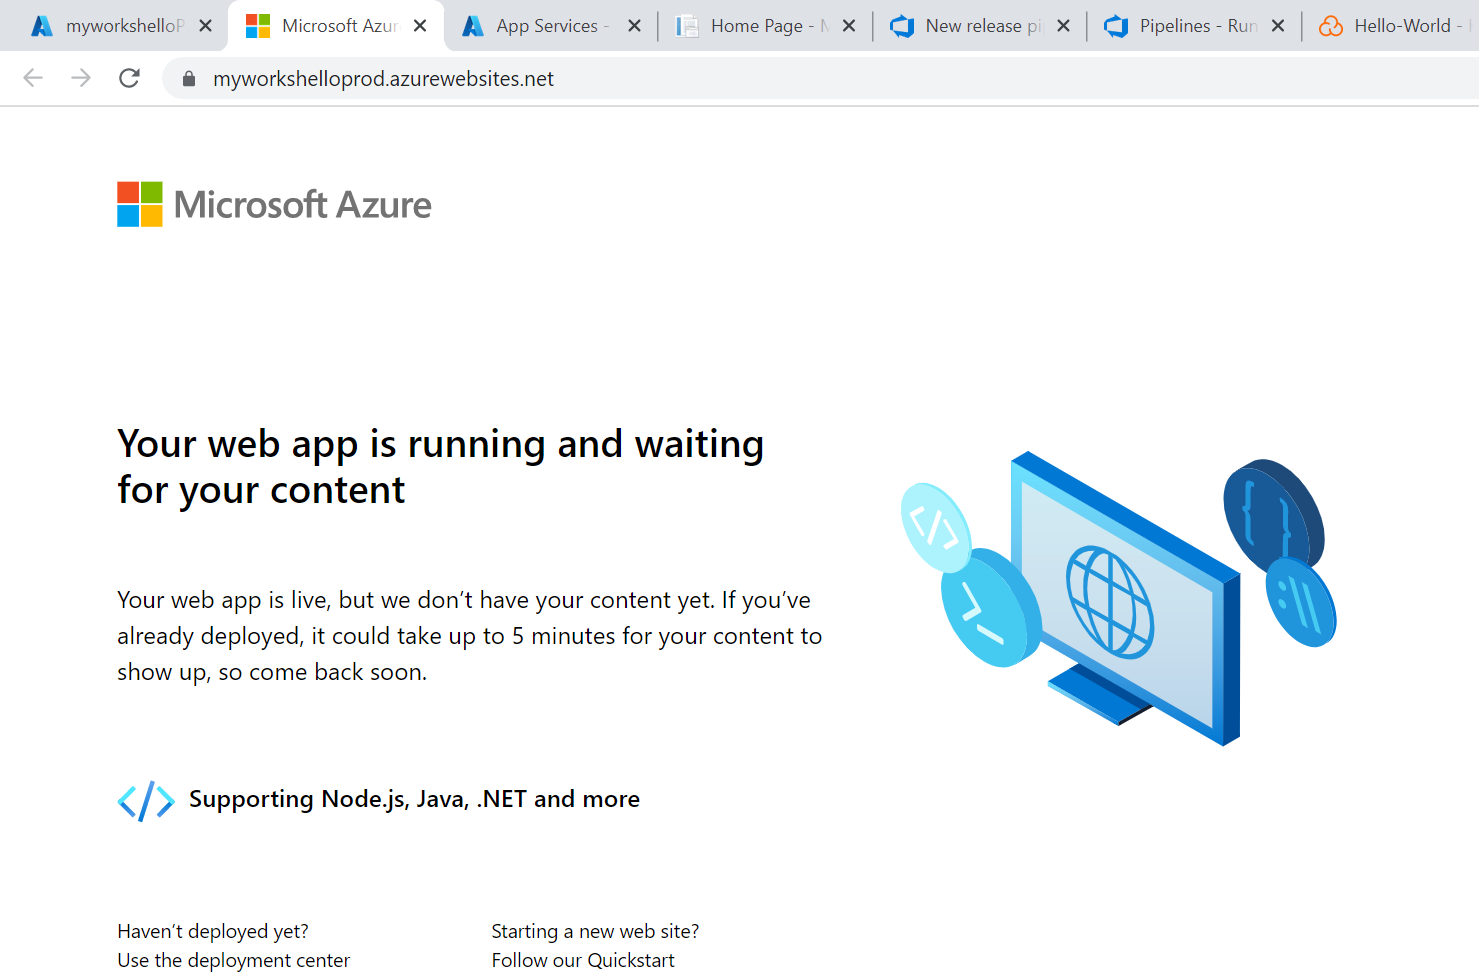 myworkshelloP
Microsoft Azur
App Services -
Home Page -
New release pi
Pipelines - Run
Hello-World -
myworkshelloprod.azurewebsites.net
Microsoft Azure
Your web app is running and waiting
for your content
Your web app is live, but we don’t have your content yet. If you’ve
already deployed, it could take up to 5 minutes for your content to
show up, so come back soon.
Supporting Node.js, Java, .NET and more
Haven’t deployed yet?
Use the deployment center
Starting a new web site?
Follow our Quickstart